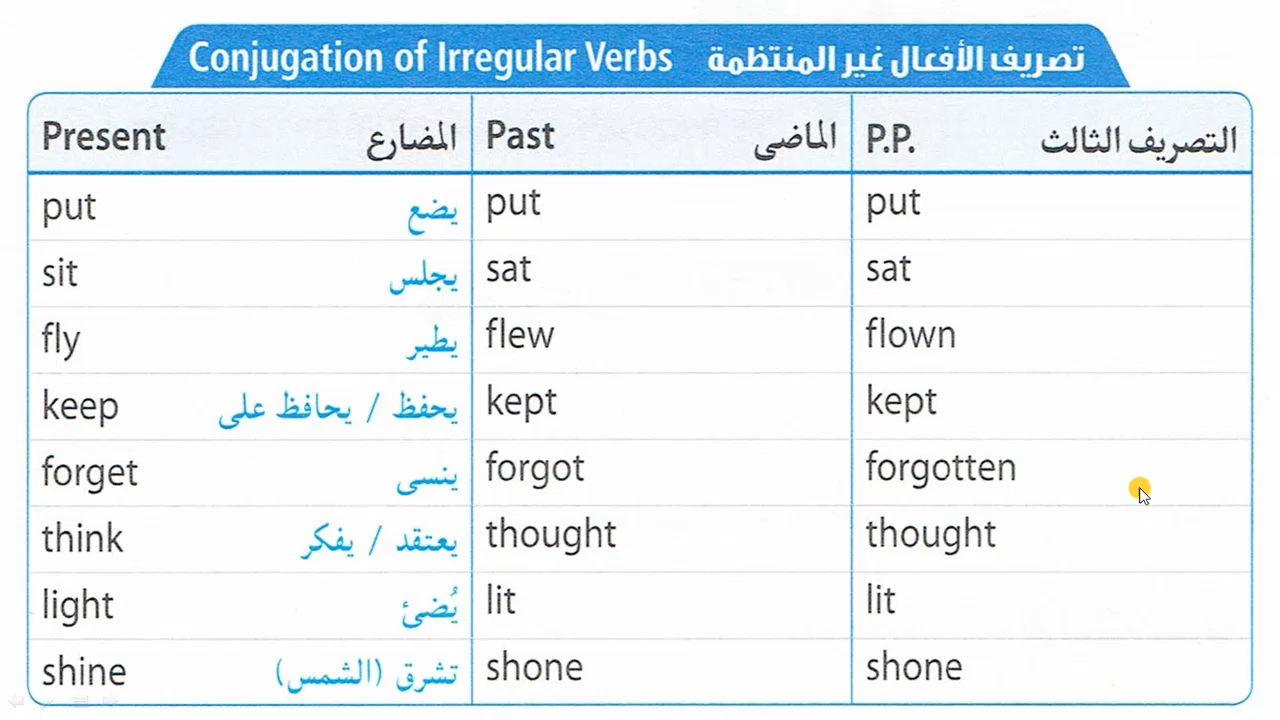 Conjugation of Irregular Verbs تصريف الأفعال غير المنتظمة
Present المضارع Past الماضى P.P. التصريف الثالث
put يضع put put
sit يجلس sat sat
fly يطير flew flown
keep يحفظ / يحافظ على kept kept
forget ينسى forgot forgotten
think يعتقد / يفكر thought thought
light يُضئ lit lit
shine تشرق (الشمس) shone shone